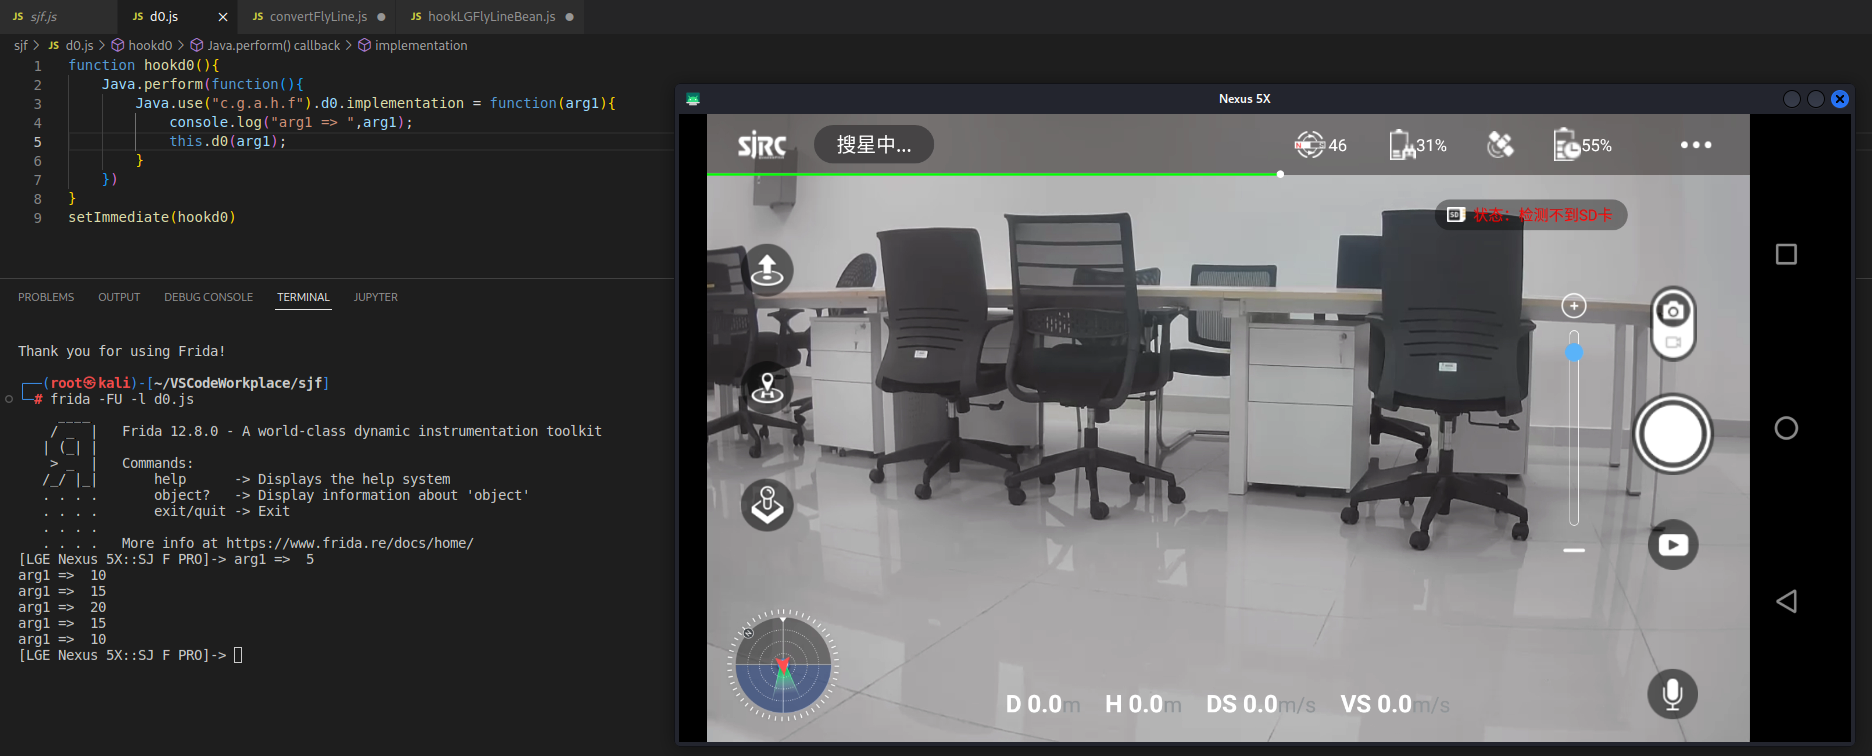 JS sjf.js
JS d0.js
JS convertFlyLine.js
JS hookLGFlyLineBean.js
sjf > JS d0.js > hookd0 > Java.perform() callback > implementation
1 function hookd0(){
2 Java.perform(function(){
3 Java.use("c.g.a.h.f").d0.implementation = function(arg1){
4 console.log("arg1 => ",arg1);
5 this.d0(arg1);
6 }
7 })
8 }
9 setImmediate(hookd0)
PROBLEMS OUTPUT DEBUG CONSOLE TERMINAL JUPYTER
Thank you for using Frida!
┌──(root㉿kali)-[~/VSCodeWorkplace/sjf]
└─# frida -FU -l d0.js
     ____
    / _  |   Frida 12.8.0 - A world-class dynamic instrumentation toolkit
   | (_| |
    > _  |   Commands:
   /_/ |_|       help      -> Displays the help system
   . . . .       object?   -> Display information about 'object'
   . . . .       exit/quit -> Exit
   . . . .
   . . . .   More info at https://www.frida.re/docs/home/
[LGE Nexus 5X::SJ F PRO]-> arg1 =>  5
arg1 =>  10
arg1 =>  15
arg1 =>  20
arg1 =>  15
arg1 =>  10
[LGE Nexus 5X::SJ F PRO]->
Nexus 5X
SJRC
搜星中...
N
46
31%
55%
SD 状态: 检测不到SD卡
D 0.0m H 0.0m DS 0.0m/s VS 0.0m/s